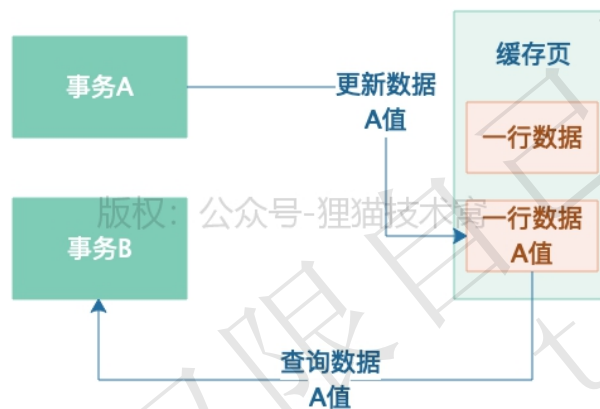 缓存页
事务A
更新数据
A值
一行数据
版权：公众号-狸猫技术窝
一行数据
A值
事务B
查询数据
A值